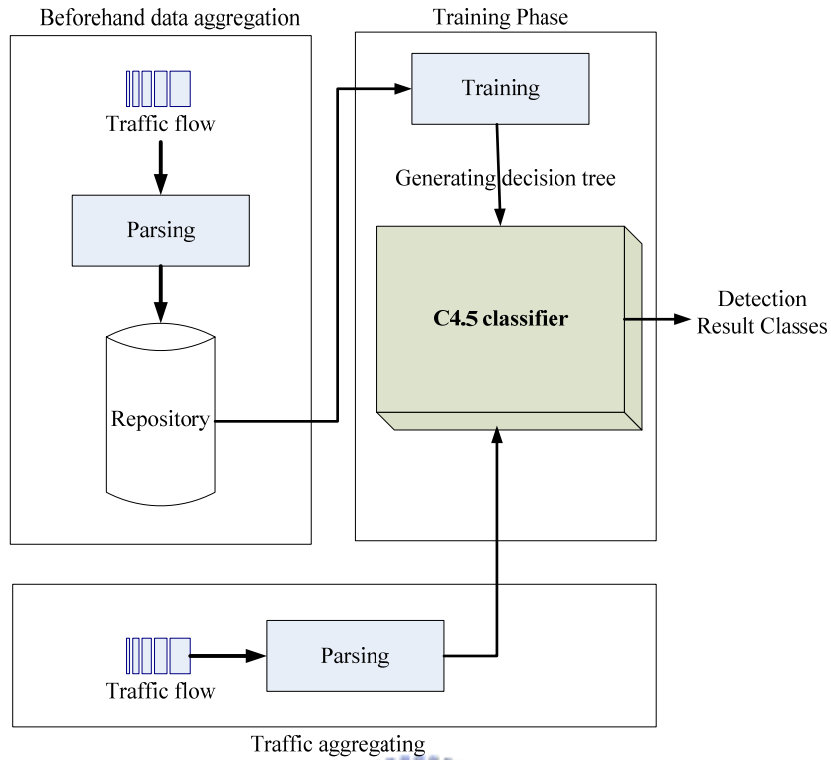 Beforehand data aggregation
Traffic flow
Parsing
Repository
Training Phase
Training
Generating decision tree
C4.5 classifier
Detection
Result Classes
Traffic flow
Parsing
Traffic aggregating